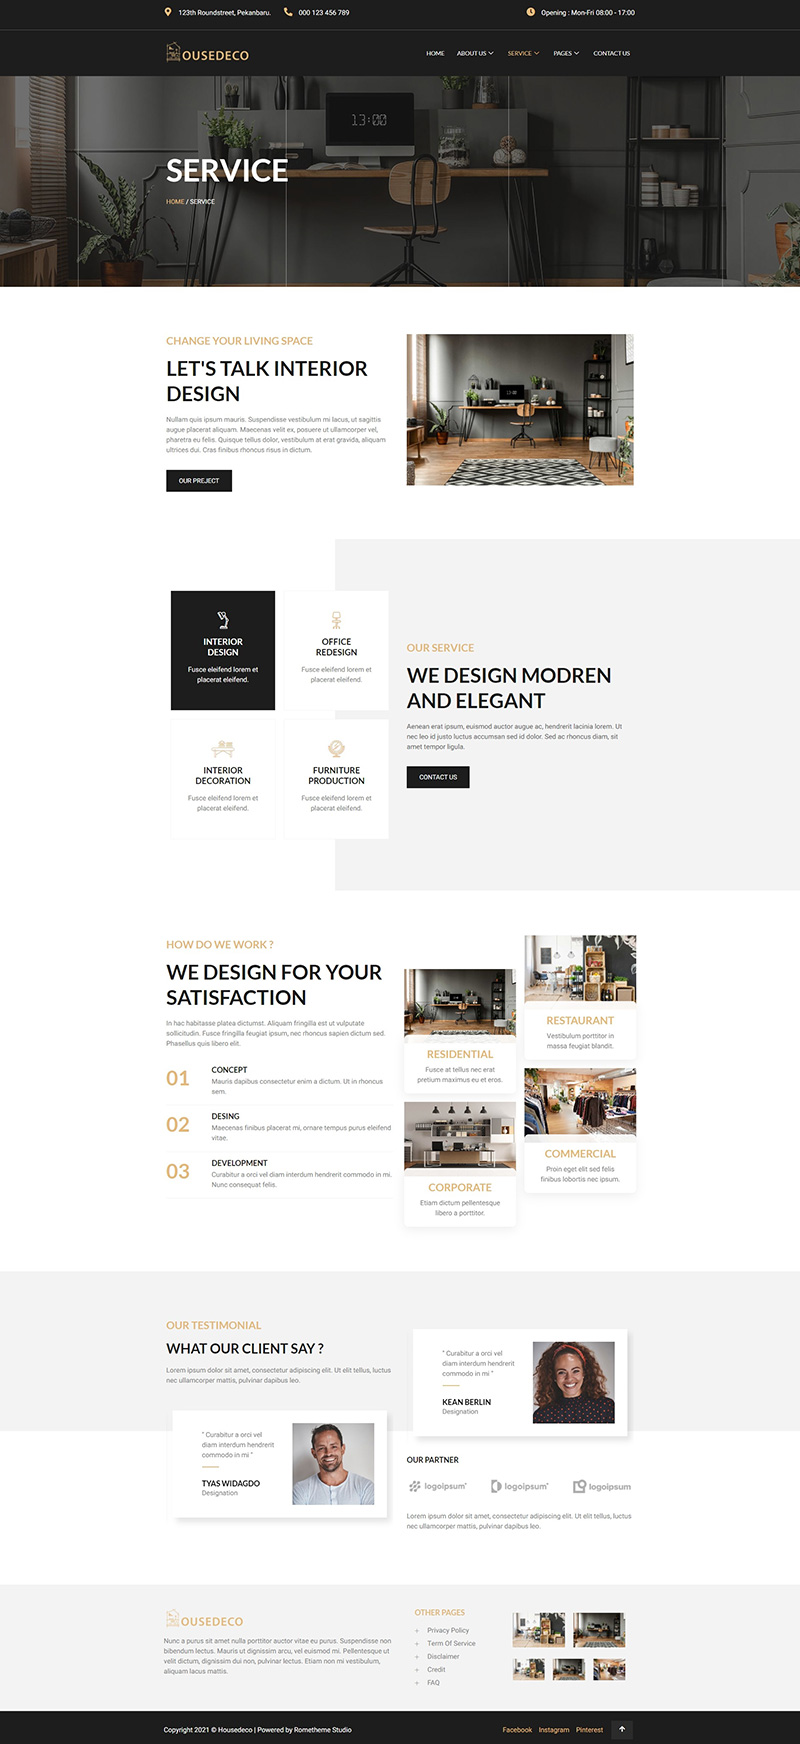 123th Roundstreet, Pekanbaru.
000 123 456 789
Opening : Mon-Fri 08:00 - 17:00
OUSEDECO
HOME
ABOUT US
SERVICE
PAGES
CONTACT US
13:00
SERVICE
HOME / SERVICE
CHANGE YOUR LIVING SPACE
LET'S TALK INTERIOR
DESIGN
Nullam quis ipsum mauris. Suspendisse vestibulum mi lacus, ut sagittis
augue placerat aliquam. Maecenas velit ex, posuere ut ullamcorper vel,
pharetra eu felis. Quisque tellus dolor, vestibulum at erat gravida, aliquam
ultrices dui. Cras finibus rhoncus risus in dictum.
OUR PREJECT
INTERIOR
DESIGN
Fusce eleifend lorem et
placerat eleifend.
OFFICE
REDESIGN
Fusce eleifend lorem et
placerat eleifend.
INTERIOR
DECORATION
Fusce eleifend lorem et
placerat eleifend.
FURNITURE
PRODUCTION
Fusce eleifend lorem et
placerat eleifend.
OUR SERVICE
WE DESIGN MODREN
AND ELEGANT
Aenean erat ipsum, euismod auctor augue ac, hendrerit lacinia lorem. Ut
nec leo id justo luctus accumsan sed id dolor. Sed ac rhoncus diam, sit
amet tempor ligula.
CONTACT US
HOW DO WE WORK ?
WE DESIGN FOR YOUR
SATISFACTION
In hac habitasse platea dictumst. Aliquam fringilla est ut vulputate
sollicitudin. Fusce fringilla feugiat ipsum, nec rhoncus sapien dictum sed.
Phasellus quis libero elit.
01
CONCEPT
Mauris dapibus consectetur enim a dictum. Ut in rhoncus
sem.
02
DESING
Maecenas finibus placerat mi, ornare tempus purus eleifend
vitae.
03
DEVELOPMENT
Curabitur a orci vel diam interdum hendrerit commodo in mi.
Nunc consequat felis.
RESIDENTIAL
Fusce at tellus nec erat
pretium maximus eu et eros.
CORPORATE
Etiam dictum pellentesque
libero a porttitor.
RESTAURANT
Vestibulum porttitor in
massa feugiat blandit.
COMMERCIAL
Proin eget elit sed felis
finibus lobortis nec ipsum.
OUR TESTIMONIAL
WHAT OUR CLIENT SAY ?
Lorem ipsum dolor sit amet, consectetur adipiscing elit. Ut elit tellus, luctus
nec ullamcorper mattis, pulvinar dapibus leo.
" Curabitur a orci vel
diam interdum hendrerit
commodo in mi "
TYAS WIDAGDO
Designation
" Curabitur a orci vel
diam interdum hendrerit
commodo in mi "
KEAN BERLIN
Designation
OUR PARTNER
logoipsum
logoipsum
logoipsum
Lorem ipsum dolor sit amet, consectetur adipiscing elit. Ut elit tellus, luctus
nec ullamcorper mattis, pulvinar dapibus leo.
OUSEDECO
Nunc a purus sit amet nulla porttitor auctor vitae eu purus. Suspendisse non
bibendum lectus. Mauris ut dignissim arcu, vel euismod mi. Pellentesque ut
velit dictum, dignissim dui non, pulvinar lectus. Etiam non mi vestibulum,
aliquam lacus mattis.
OTHER PAGES
Privacy Policy
Term Of Service
Disclaimer
Credit
FAQ
Copyright 2021 © Housedeco | Powered by Rometheme Studio
Facebook
Instagram
Pinterest